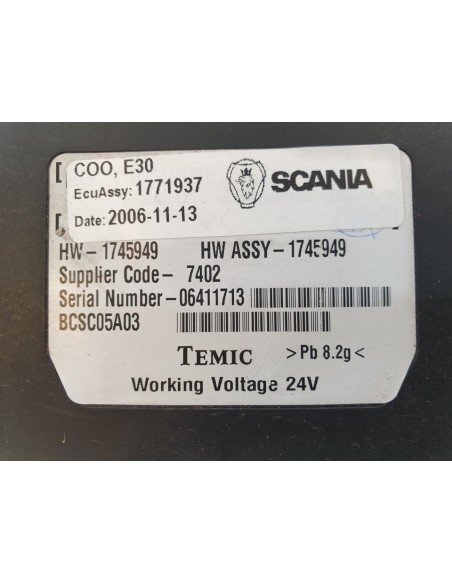 COO, E30
EcuAssy: 1771937
SCANIA
Date: 2006-11-13
HW-1745949 HW ASSY-1745949
Supplier Code- 7402
Serial Number-06411713
BCSC05A03
TEMIC >Pb 8.2g<
Working Voltage 24V